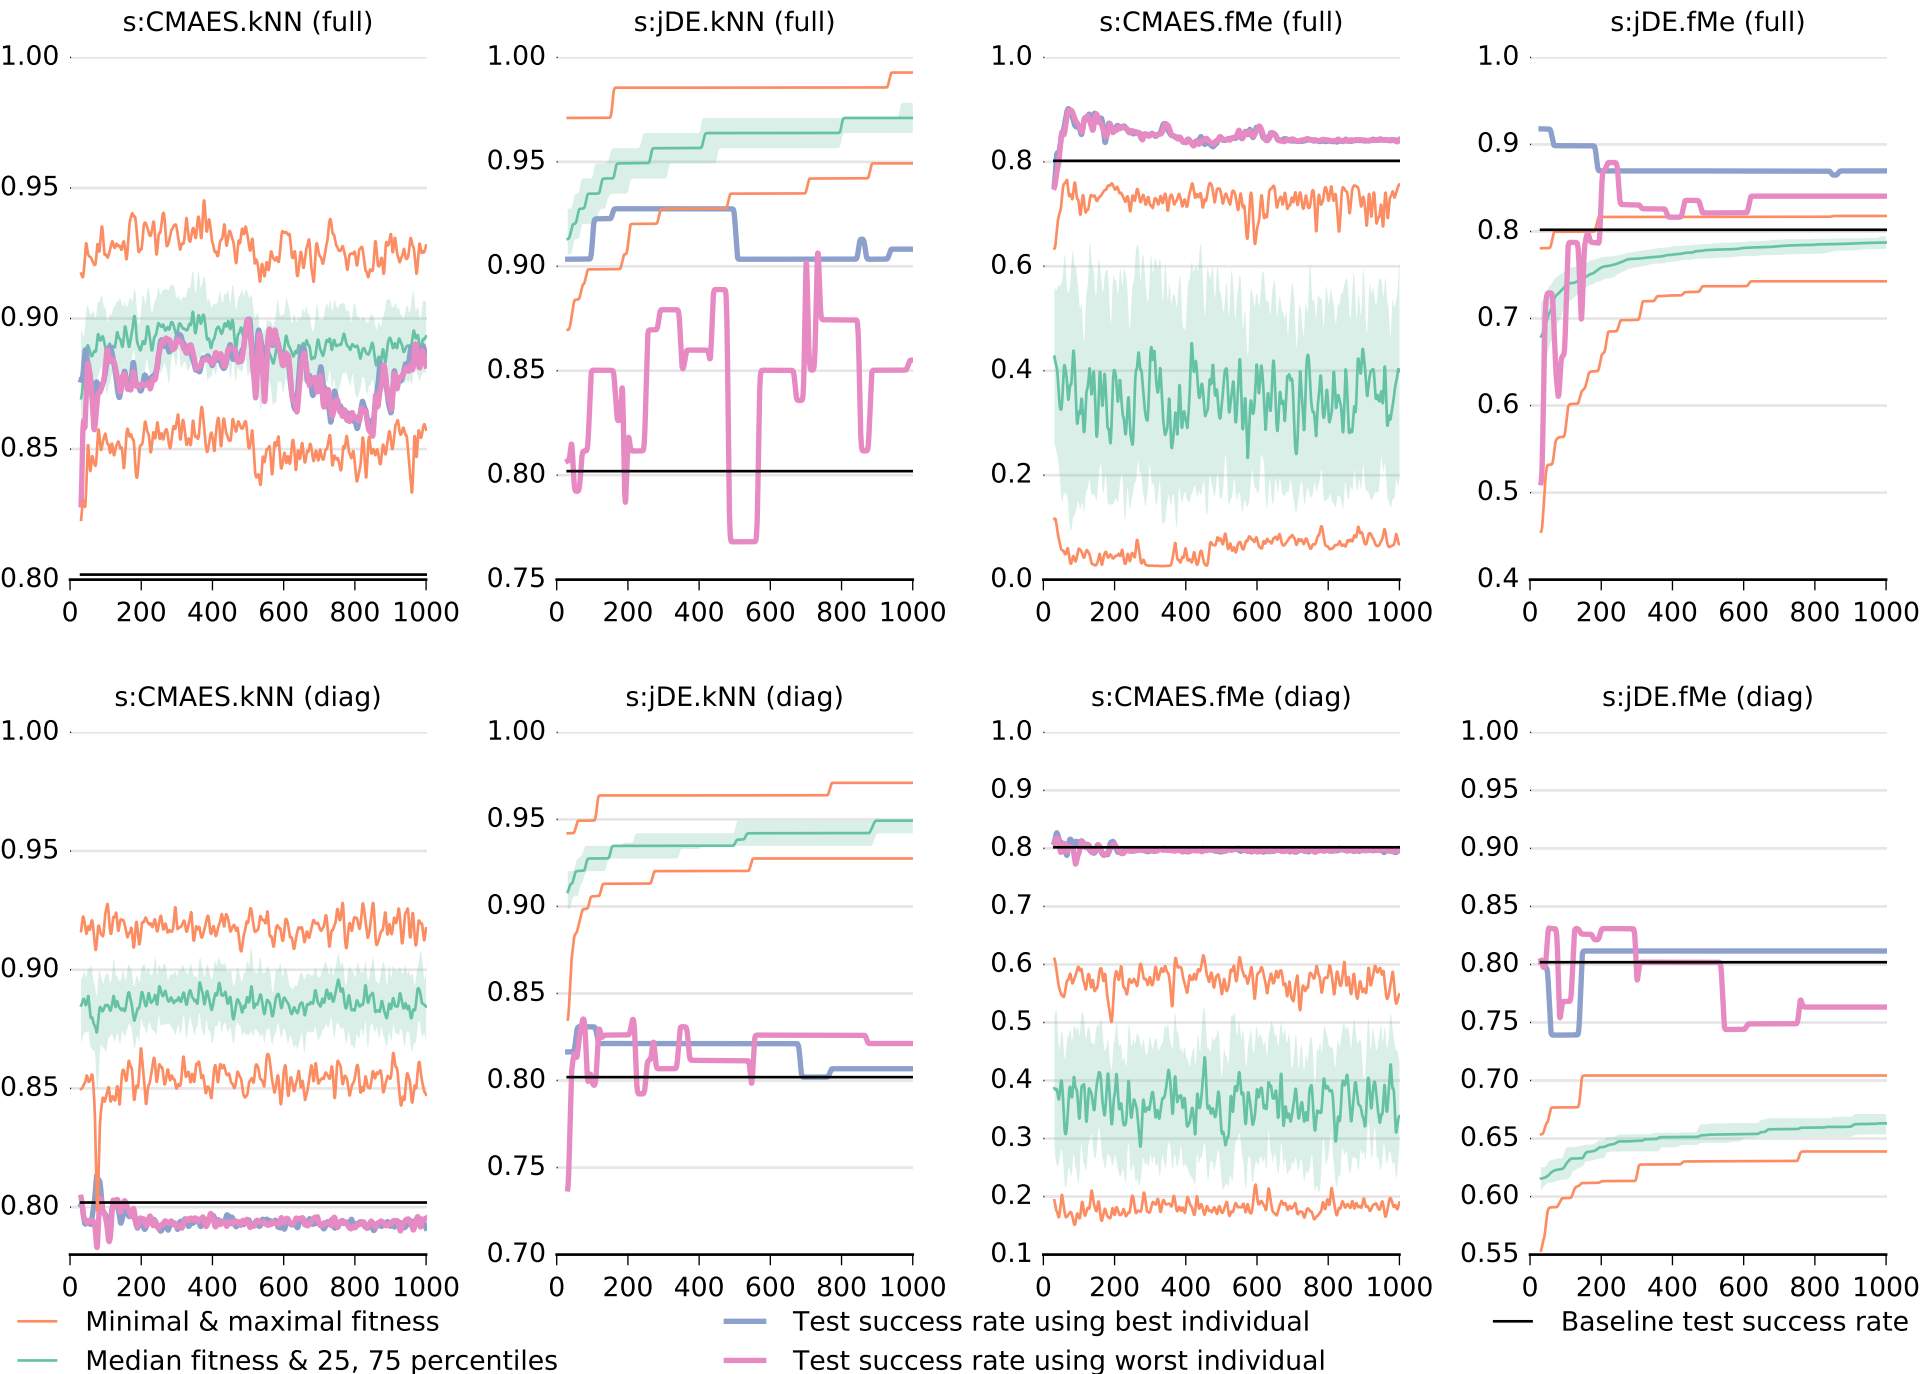 s:CMAES.kNN (full)
1.00
0.95
0.90
0.85
0.80
0 200 400 600 800 1000
s:jDE.kNN (full)
1.00
0.95
0.90
0.85
0.80
0.75
0 200 400 600 800 1000
s:CMAES.fMe (full)
1.0
0.8
0.6
0.4
0.2
0.0
0 200 400 600 800 1000
s:jDE.fMe (full)
1.0
0.9
0.8
0.7
0.6
0.5
0.4
0 200 400 600 800 1000
s:CMAES.kNN (diag)
1.00
0.95
0.90
0.85
0.80
0 200 400 600 800 1000
s:jDE.kNN (diag)
1.00
0.95
0.90
0.85
0.80
0.75
0.70
0 200 400 600 800 1000
s:CMAES.fMe (diag)
1.0
0.9
0.8
0.7
0.6
0.5
0.4
0.3
0.2
0.1
0 200 400 600 800 1000
s:jDE.fMe (diag)
1.00
0.95
0.90
0.85
0.80
0.75
0.70
0.65
0.60
0.55
0 200 400 600 800 1000
Minimal & maximal fitness
Median fitness & 25, 75 percentiles
Test success rate using best individual
Test success rate using worst individual
Baseline test success rate